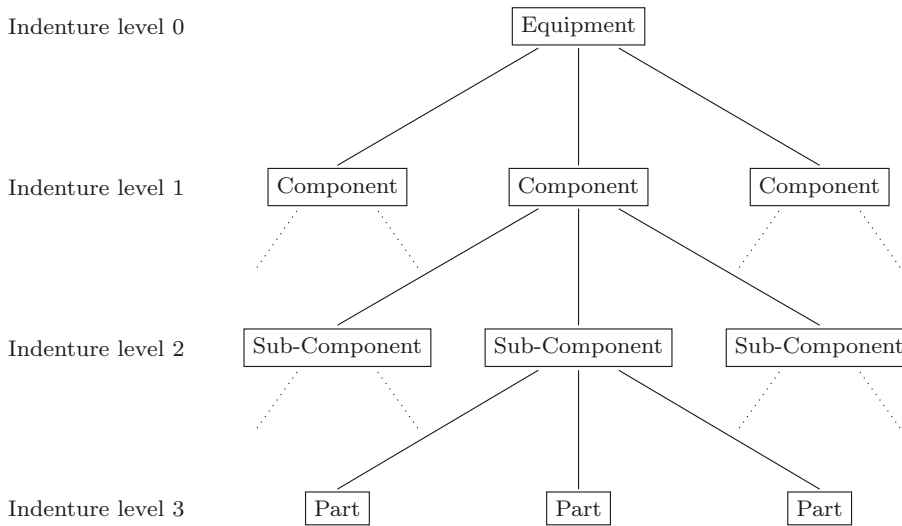 Indenture level 0 Equipment
Indenture level 1 Component Component Component
Indenture level 2 Sub-Component Sub-Component Sub-Component
Indenture level 3 Part Part Part